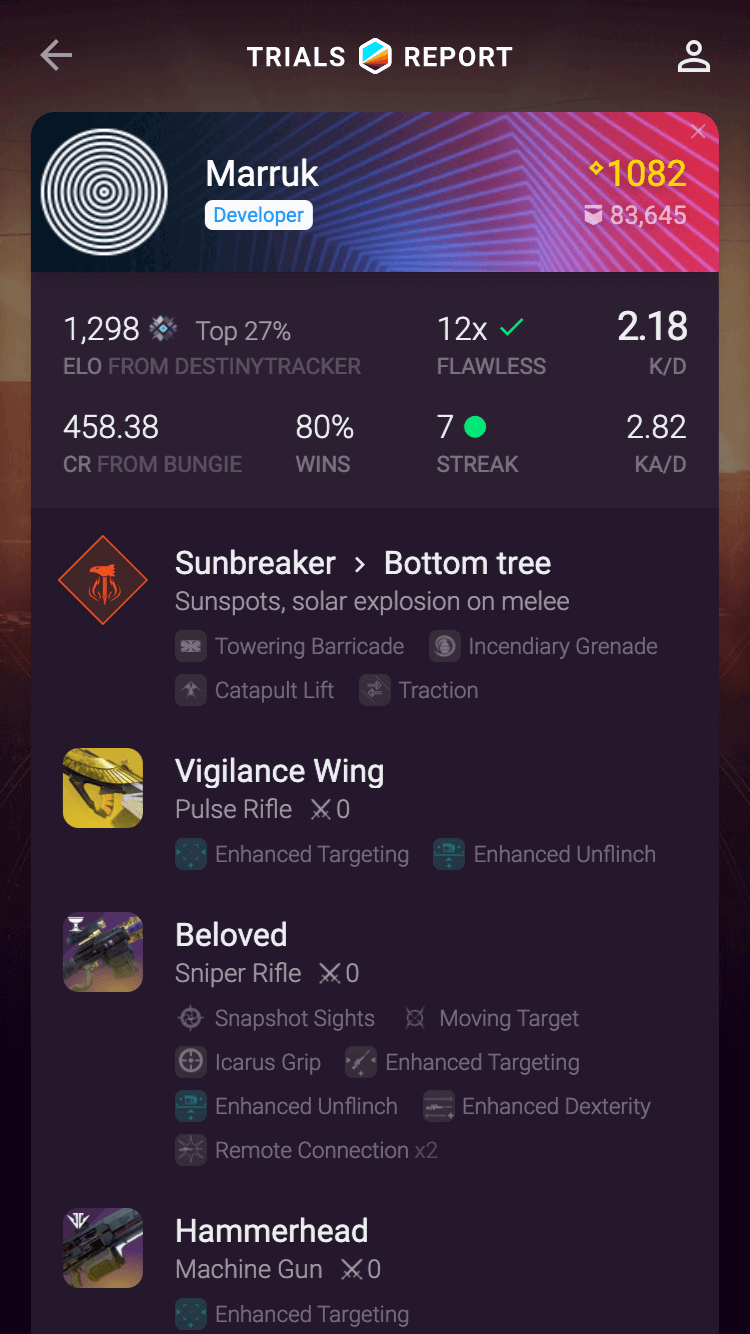 TRIALS REPORT
Marruk
1082
Developer
83,645
1,298 Top 27% 12x 2.18
ELO FROM DESTINYTRACKER FLAWLESS K/D
458.38 80% 7 2.82
CR FROM BUNGIE WINS STREAK KA/D
Sunbreaker > Bottom tree
Sunspots, solar explosion on melee
Towering Barricade Incendiary Grenade
Catapult Lift Traction
Vigilance Wing
Pulse Rifle 0
Enhanced Targeting Enhanced Unflinch
Beloved
Sniper Rifle 0
Snapshot Sights Moving Target
Icarus Grip Enhanced Targeting
Enhanced Unflinch Enhanced Dexterity
Remote Connection x2
Hammerhead
Machine Gun 0
Enhanced Targeting